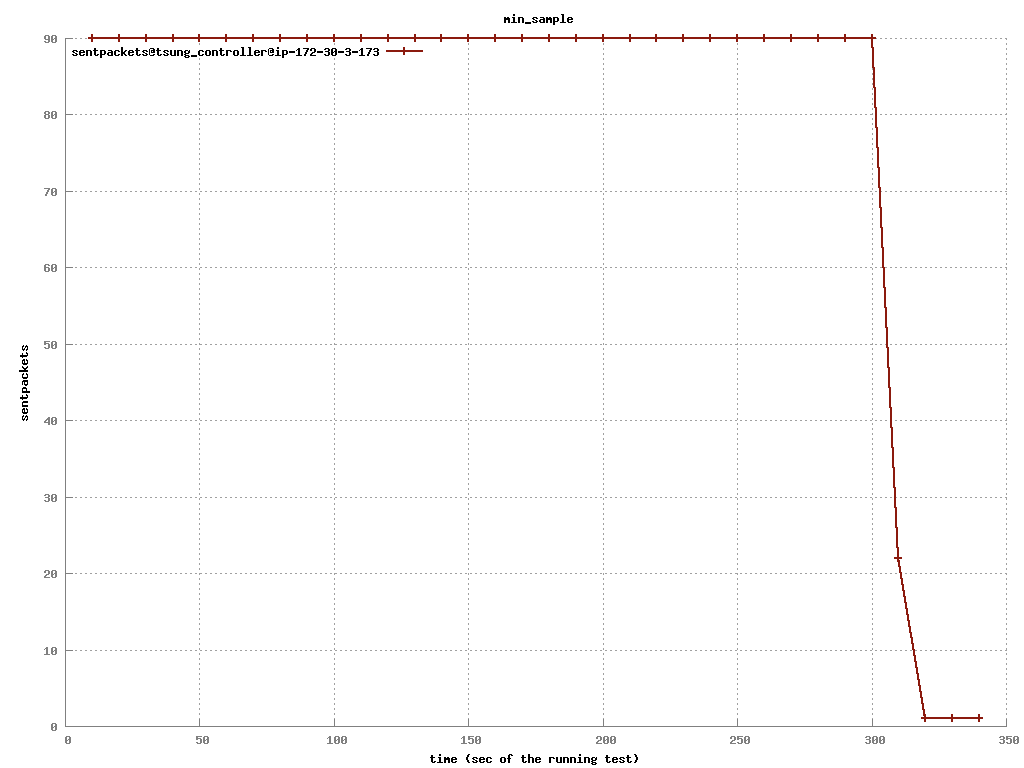 min_sample
90
sentpackets@tsung_controller@ip-172-30-3-173
80
70
60
50
40
30
20
10
0
sentpackets
0 50 100 150 200 250 300 350
time (sec of the running test)